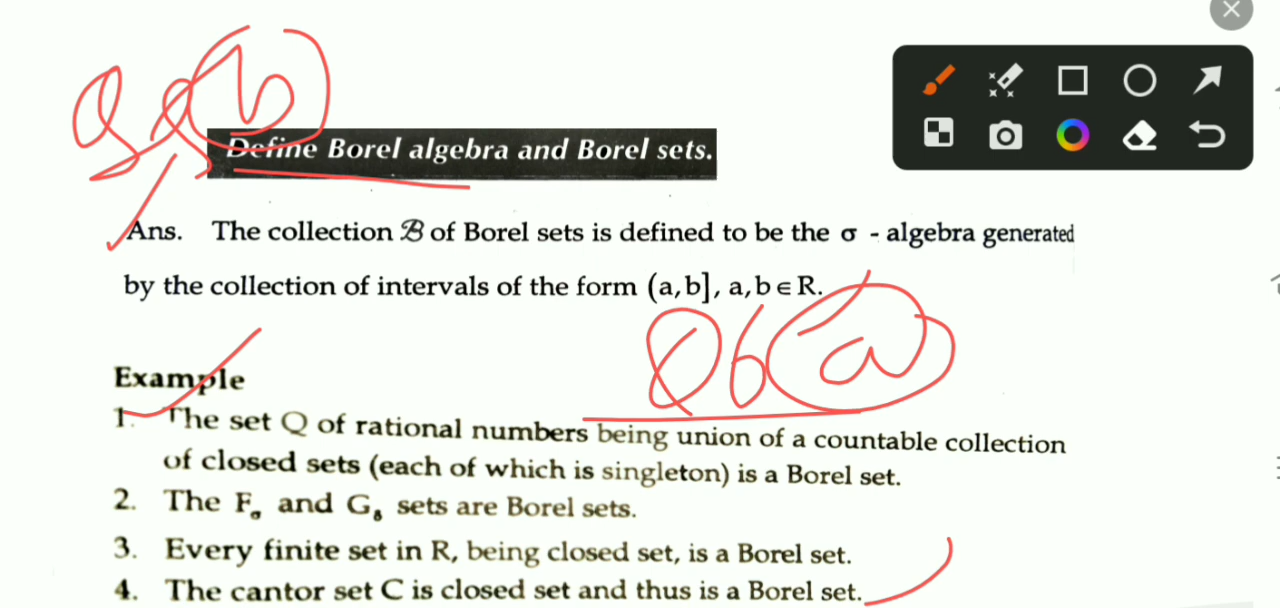 (b)
Define Borel algebra and Borel sets.
Ans. The collection ℬ of Borel sets is defined to be the σ - algebra generated
by the collection of intervals of the form (a,b], a,b ∈ R.
Q6(a)
Example
1. The set Q of rational numbers being union of a countable collection
of closed sets (each of which is singleton) is a Borel set.
2. The Fσ and Gδ sets are Borel sets.
3. Every finite set in R, being closed set, is a Borel set.
4. The cantor set C is closed set and thus is a Borel set.